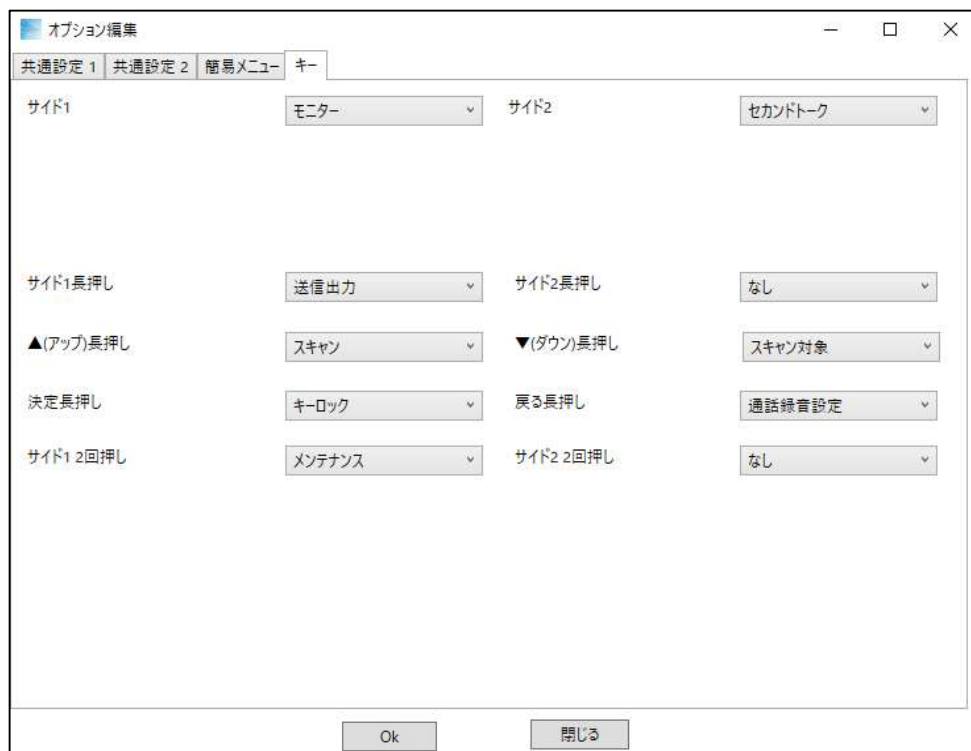 オプション編集
共通設定 1 共通設定 2 簡易メニュー キー
サイド1 モニター サイド2 セカンドトーク
サイド1長押し 送信出力 サイド2長押し なし
▲(アップ)長押し スキャン ▼(ダウン)長押し スキャン対象
決定長押し キーロック 戻る長押し 通話録音設定
サイド1 2回押し メンテナンス サイド2 2回押し なし
Ok 閉じる